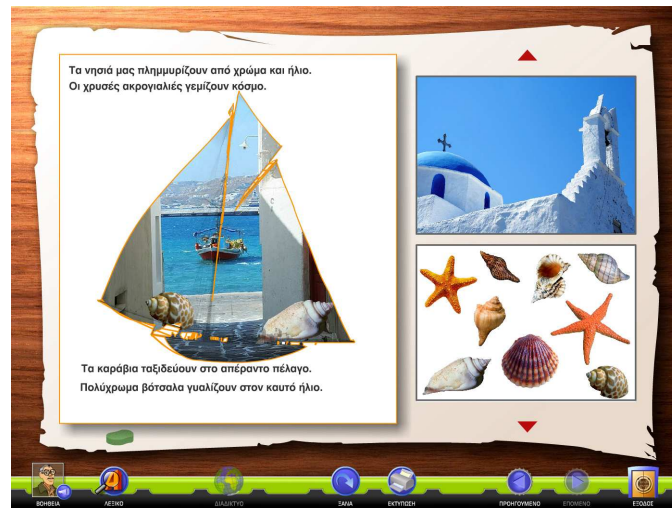 Τα νησιά μας πλημμυρίζουν από χρώμα και ήλιο.
Οι χρυσές ακρογιαλιές γεμίζουν κόσμο.
Τα καράβια ταξιδεύουν στο απέραντο πέλαγο.
Πολύχρωμα βότσαλα γυαλίζουν στον καυτό ήλιο.
ΒΟΗΘΕΙΑ
ΛΕΞΙΚΟ
ΔΙΑΔΙΚΤΥΟ
ΞΑΝΑ
ΕΚΤΥΠΩΣΗ
ΠΡΟΗΓΟΥΜΕΝΟ
ΕΠΟΜΕΝΟ
ΕΞΟΔΟΣ